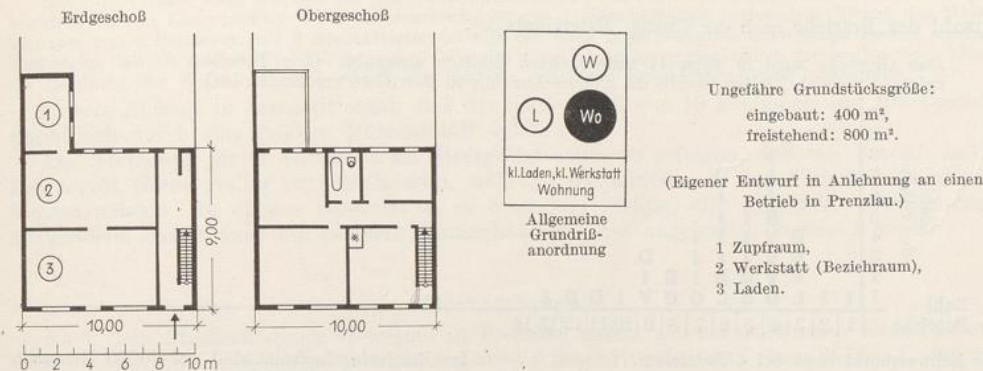 Erdgeschoß
Obergeschoß
1
2
3
9,00
10,00
10,00
0 2 4 6 8 10 m
W
L
Wo
kl. Laden, kl. Werkstatt
Wohnung
Allgemeine
Grundriß-
anordnung
Ungefähre Grundstücksgröße:
eingebaut: 400 m²,
freistehend: 800 m².
(Eigener Entwurf in Anlehnung an einen
Betrieb in Prenzlau.)
1 Zupfraum,
2 Werkstatt (Beziehraum),
3 Laden.